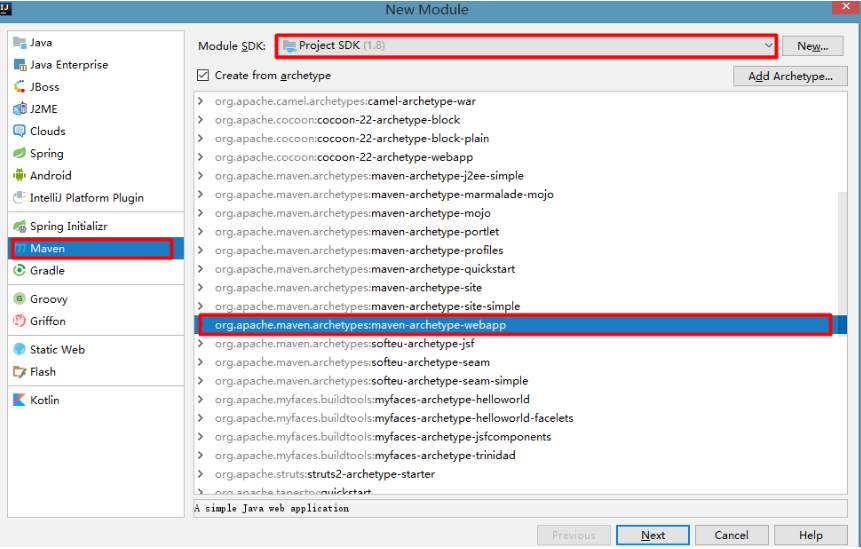 IJ
New Module
Java
Java Enterprise
JBoss
J2ME
Clouds
Spring
Android
IntelliJ Platform Plugin
Spring Initializr
Maven
Gradle
Groovy
Griffon
Static Web
Flash
Kotlin
Module SDK: Project SDK (1.8) New...
Create from archetype Add Archetype...
org.apache.camel.archetypes:camel-archetype-war
org.apache.cocoon:cocoon-22-archetype-block
org.apache.cocoon:cocoon-22-archetype-block-plain
org.apache.cocoon:cocoon-22-archetype-webapp
org.apache.maven.archetypes:maven-archetype-j2ee-simple
org.apache.maven.archetypes:maven-archetype-marmalade-mojo
org.apache.maven.archetypes:maven-archetype-mojo
org.apache.maven.archetypes:maven-archetype-portlet
org.apache.maven.archetypes:maven-archetype-profiles
org.apache.maven.archetypes:maven-archetype-quickstart
org.apache.maven.archetypes:maven-archetype-site
org.apache.maven.archetypes:maven-archetype-site-simple
org.apache.maven.archetypes:maven-archetype-webapp
org.apache.maven.archetypes:softeu-archetype-jsf
org.apache.maven.archetypes:softeu-archetype-seam
org.apache.maven.archetypes:softeu-archetype-seam-simple
org.apache.myfaces.buildtools:myfaces-archetype-helloworld
org.apache.myfaces.buildtools:myfaces-archetype-helloworld-facelets
org.apache.myfaces.buildtools:myfaces-archetype-jsfcomponents
org.apache.myfaces.buildtools:myfaces-archetype-trinidad
org.apache.struts:struts2-archetype-starter
org.apache.tapestry:quickstart
A simple Java web application
Previous Next Cancel Help